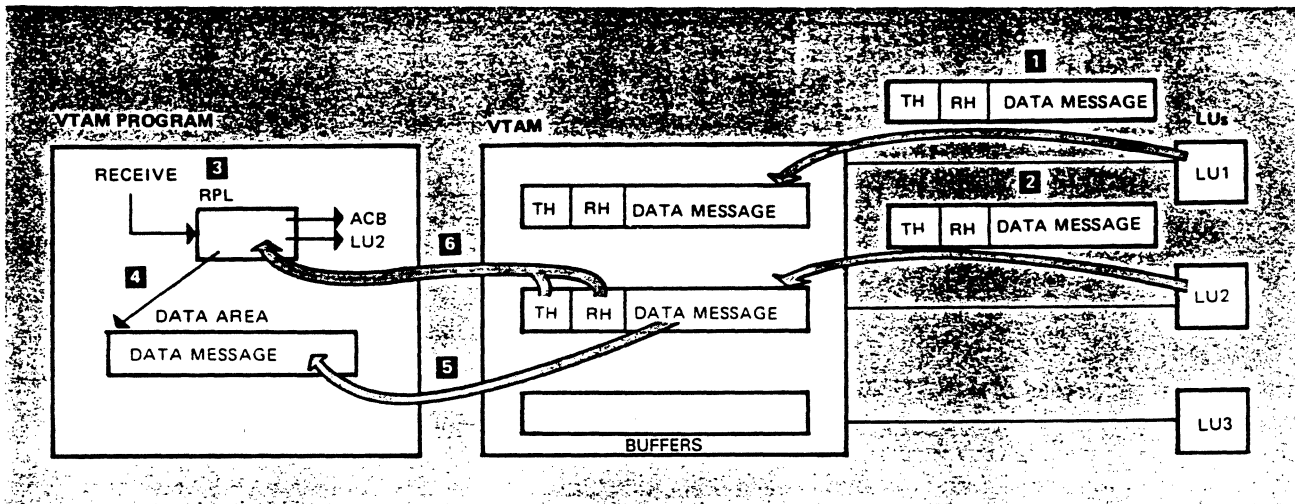 1
TH RH DATA MESSAGE
LUs
VTAM PROGRAM
VTAM
RECEIVE
3
RPL
ACB
LU2
4
DATA AREA
DATA MESSAGE
6
5
TH RH DATA MESSAGE
TH RH DATA MESSAGE
BUFFERS
LU1
2
TH RH DATA MESSAGE
LU2
LU3